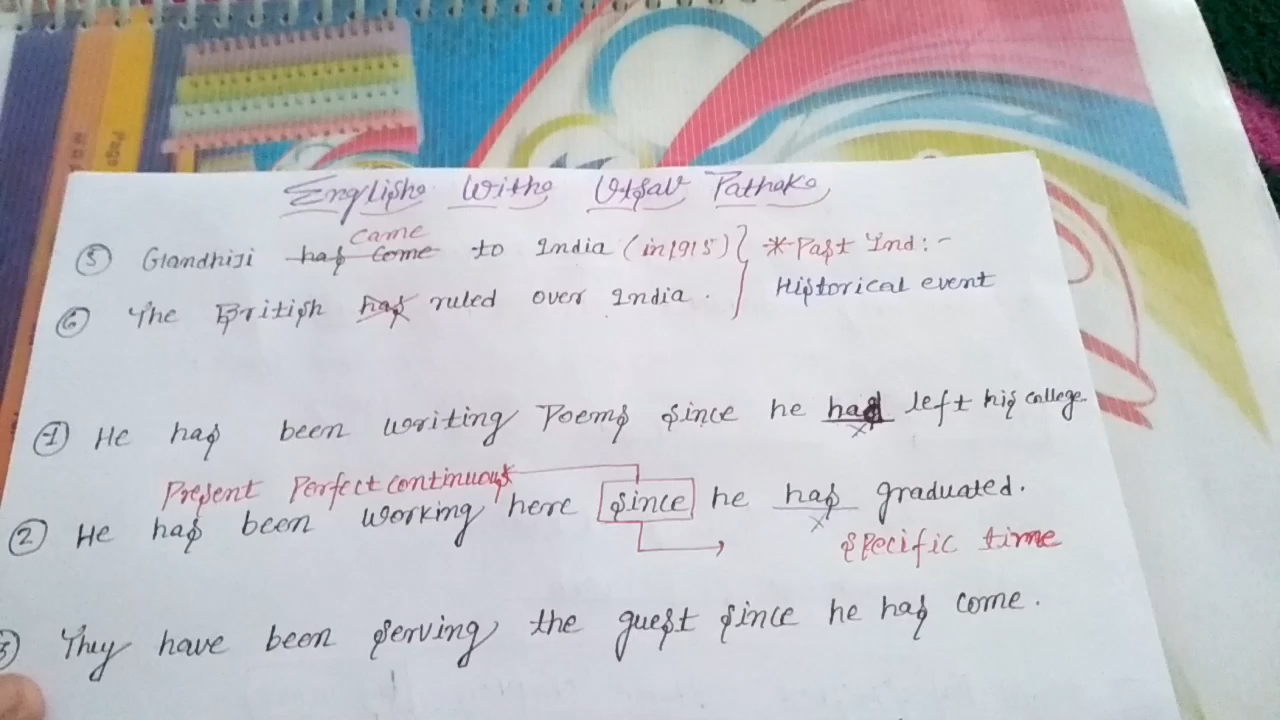 English With Utsav Pathak
came
⑤ Gandhiji has come to India (in 1915) } * Past Ind:-
⑥ The British has ruled over India. Historical event
① He has been writing Poems since he had left his college.
Present Perfect continuous
② He has been working here since he has graduated.
specific time
They have been serving the guest since he has come.